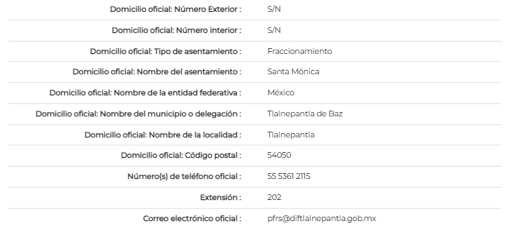 Domicilio oficial: Número Exterior : S/N
Domicilio oficial: Número interior : S/N
Domicilio oficial: Tipo de asentamiento : Fraccionamiento
Domicilio oficial: Nombre del asentamiento : Santa Mónica
Domicilio oficial: Nombre de la entidad federativa : México
Domicilio oficial: Nombre del municipio o delegación : Tlalnepantla de Baz
Domicilio oficial: Nombre de la localidad : Tlalnepantla
Domicilio oficial: Código postal : 54050
Número(s) de teléfono oficial : 55 5361 2115
Extensión : 202
Correo electrónico oficial : pfrs@diftlalnepantla.gob.mx